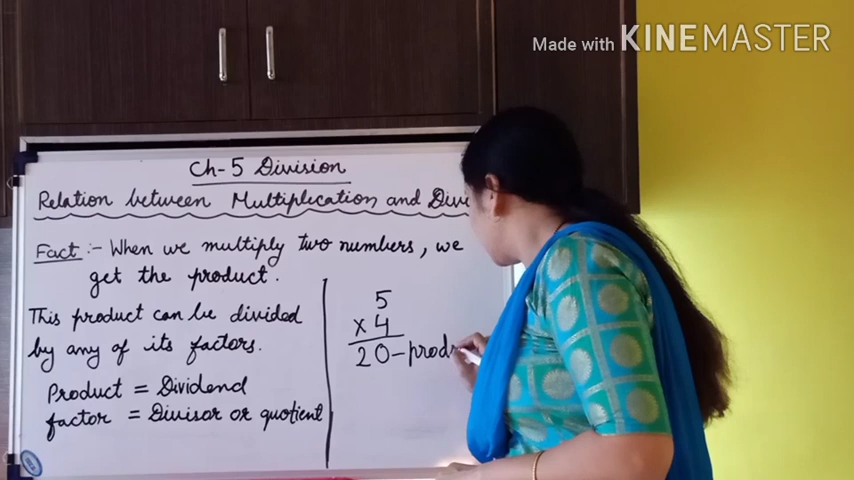 Made with KINEMASTER
Ch-5 Division
Relation between Multiplication and
Fact :- When we multiply two numbers, we
get the product.
This product can be divided
by any of its factors.
Product = Dividend
factor = Divisor or quotient
5
× 4
20 - prod